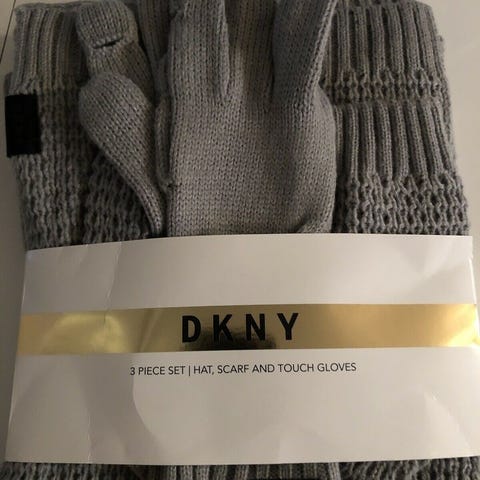 DKNY
3 PIECE SET | HAT, SCARF AND TOUCH GLOVES